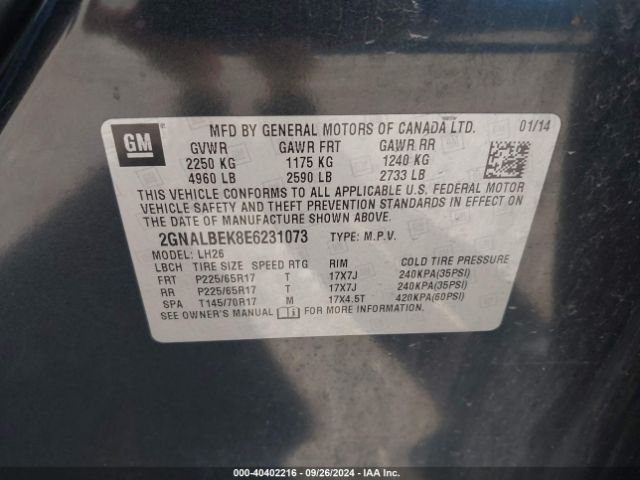 GM
MFD BY GENERAL MOTORS OF CANADA LTD. 01/14
GVWR GAWR FRT GAWR RR
2250 KG 1175 KG 1240 KG
4960 LB 2590 LB 2733 LB
THIS VEHICLE CONFORMS TO ALL APPLICABLE U.S. FEDERAL MOTOR
VEHICLE SAFETY AND THEFT PREVENTION STANDARDS IN EFFECT ON
THE DATE OF MANUFACTURE SHOWN ABOVE.
2GNALBEK8E6231073 TYPE: M.P.V.
MODEL: LH26
LBCH TIRE SIZE SPEED RTG RIM COLD TIRE PRESSURE
FRT P225/65R17 T 17X7J 240KPA(35PSI)
RR P225/65R17 T 17X7J 240KPA(35PSI)
SPA T145/70R17 M 17X4.5T 420KPA(60PSI)
SEE OWNER'S MANUAL FOR MORE INFORMATION.
000-40402216 - 09/26/2024 - IAA Inc.